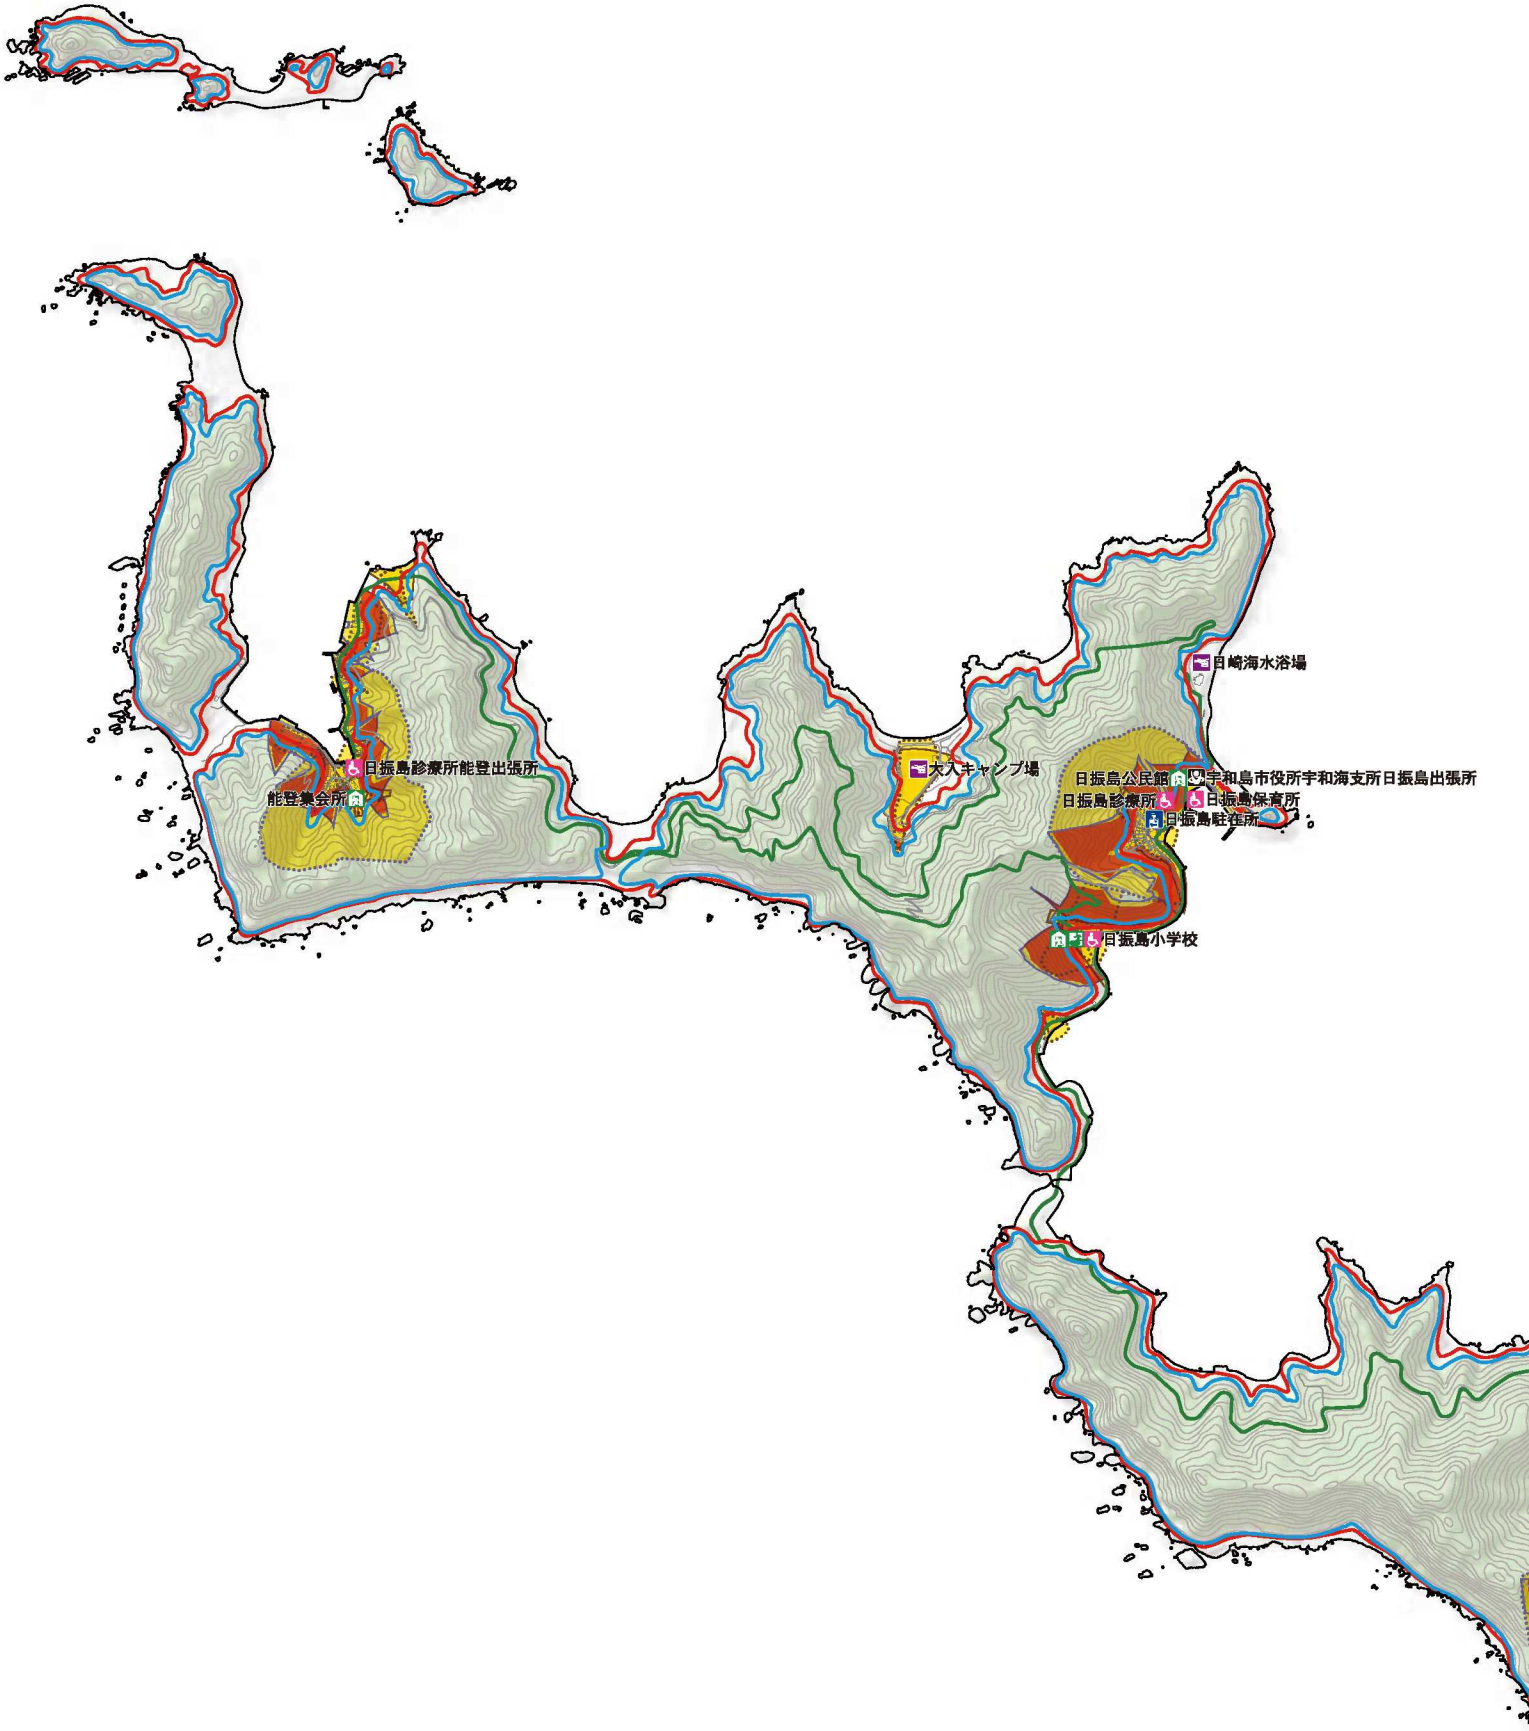 日崎海水浴場
日振島診療所能登出張所
大入キャンプ場
日振島公民館
宇和島市役所宇和海支所日振島出張所
能登集会所
日振島診療所
日振島保育所
日振島駐在所
日振島小学校